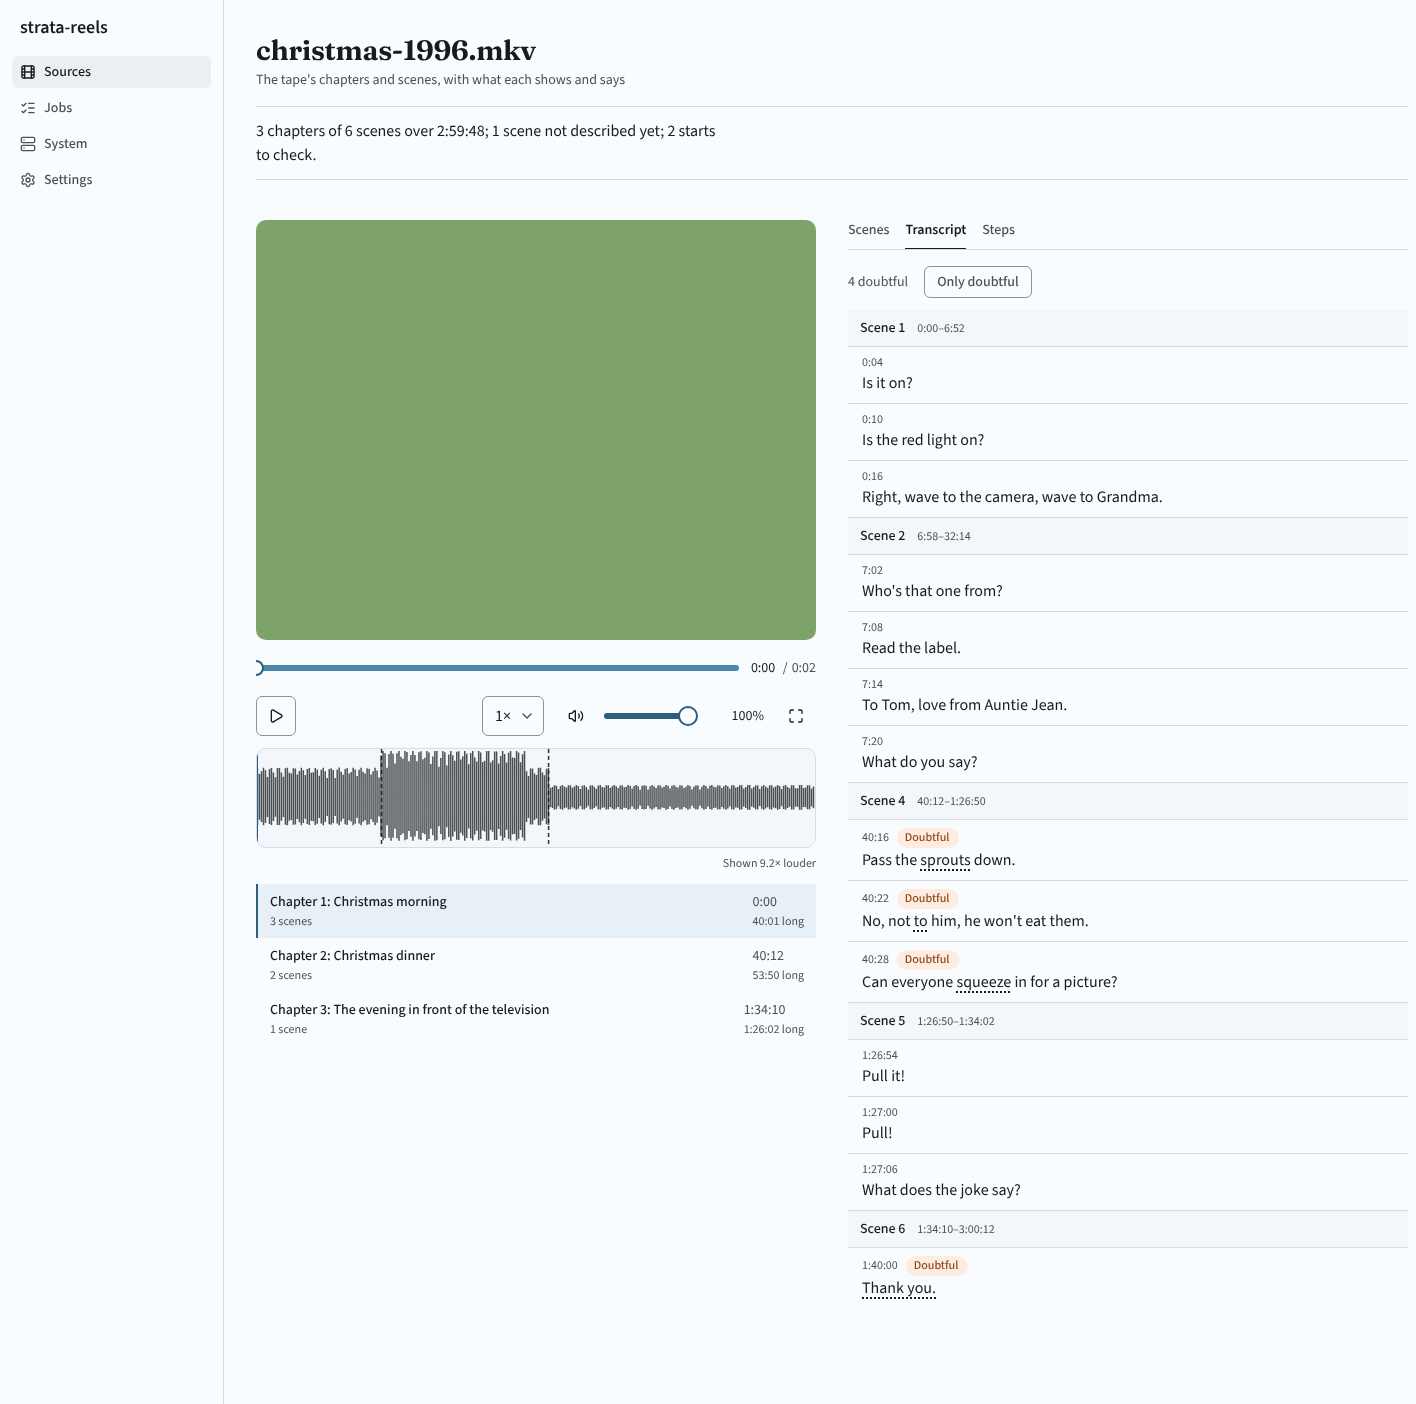 strata-reels
Sources
Jobs
System
Settings
christmas-1996.mkv
The tape's chapters and scenes, with what each shows and says
3 chapters of 6 scenes over 2:59:48; 1 scene not described yet; 2 starts
to check.
0:00 / 0:02
1×
100%
Shown 9.2× louder
Chapter 1: Christmas morning 0:00
3 scenes 40:01 long
Chapter 2: Christmas dinner 40:12
2 scenes 53:50 long
Chapter 3: The evening in front of the television 1:34:10
1 scene 1:26:02 long
Scenes Transcript Steps
4 doubtful Only doubtful
Scene 1 0:00–6:52
0:04
Is it on?
0:10
Is the red light on?
0:16
Right, wave to the camera, wave to Grandma.
Scene 2 6:58–32:14
7:02
Who's that one from?
7:08
Read the label.
7:14
To Tom, love from Auntie Jean.
7:20
What do you say?
Scene 4 40:12–1:26:50
40:16 Doubtful
Pass the sprouts down.
40:22 Doubtful
No, not to him, he won't eat them.
40:28 Doubtful
Can everyone squeeze in for a picture?
Scene 5 1:26:50–1:34:02
1:26:54
Pull it!
1:27:00
Pull!
1:27:06
What does the joke say?
Scene 6 1:34:10–3:00:12
1:40:00 Doubtful
Thank you.